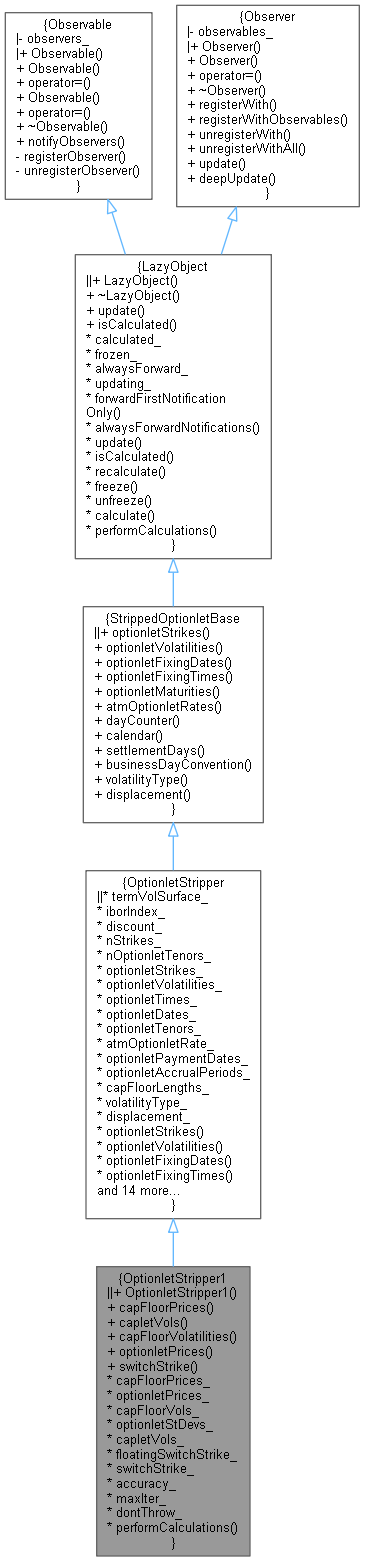 {Observable
|- observers_
|+ Observable()
+ Observable()
+ operator=()
+ Observable()
+ operator=()
+ ~Observable()
+ notifyObservers()
- registerObserver()
- unregisterObserver()
}
{Observer
|- observables_
|+ Observer()
+ Observer()
+ operator=()
+ ~Observer()
+ registerWith()
+ registerWithObservables()
+ unregisterWith()
+ unregisterWithAll()
+ update()
+ deepUpdate()
}
{LazyObject
||+ LazyObject()
+ ~LazyObject()
+ update()
+ isCalculated()
* calculated_
* frozen_
* alwaysForward_
* updating_
* forwardFirstNotification
Only()
* alwaysForwardNotifications()
* update()
* isCalculated()
* recalculate()
* freeze()
* unfreeze()
* calculate()
* performCalculations()
}
{StrippedOptionletBase
||+ optionletStrikes()
+ optionletVolatilities()
+ optionletFixingDates()
+ optionletFixingTimes()
+ optionletMaturities()
+ atmOptionletRates()
+ dayCounter()
+ calendar()
+ settlementDays()
+ businessDayConvention()
+ volatilityType()
+ displacement()
}
{OptionletStripper
||* termVolSurface_
* iborIndex_
* discount_
* nStrikes_
* nOptionletTenors_
* optionletStrikes_
* optionletVolatilities_
* optionletTimes_
* optionletDates_
* optionletTenors_
* atmOptionletRate_
* optionletPaymentDates_
* optionletAccrualPeriods_
* capFloorLengths_
* volatilityType_
* displacement_
* optionletStrikes()
* optionletVolatilities()
* optionletFixingDates()
* optionletFixingTimes()
and 14 more...
}
{OptionletStripper1
||+ OptionletStripper1()
+ capFloorPrices()
+ capletVols()
+ capFloorVolatilities()
+ optionletPrices()
+ switchStrike()
* capFloorPrices_
* optionletPrices_
* capFloorVols_
* optionletStDevs_
* capletVols_
* floatingSwitchStrike_
* switchStrike_
* accuracy_
* maxIter_
* dontThrow_
* performCalculations()
}